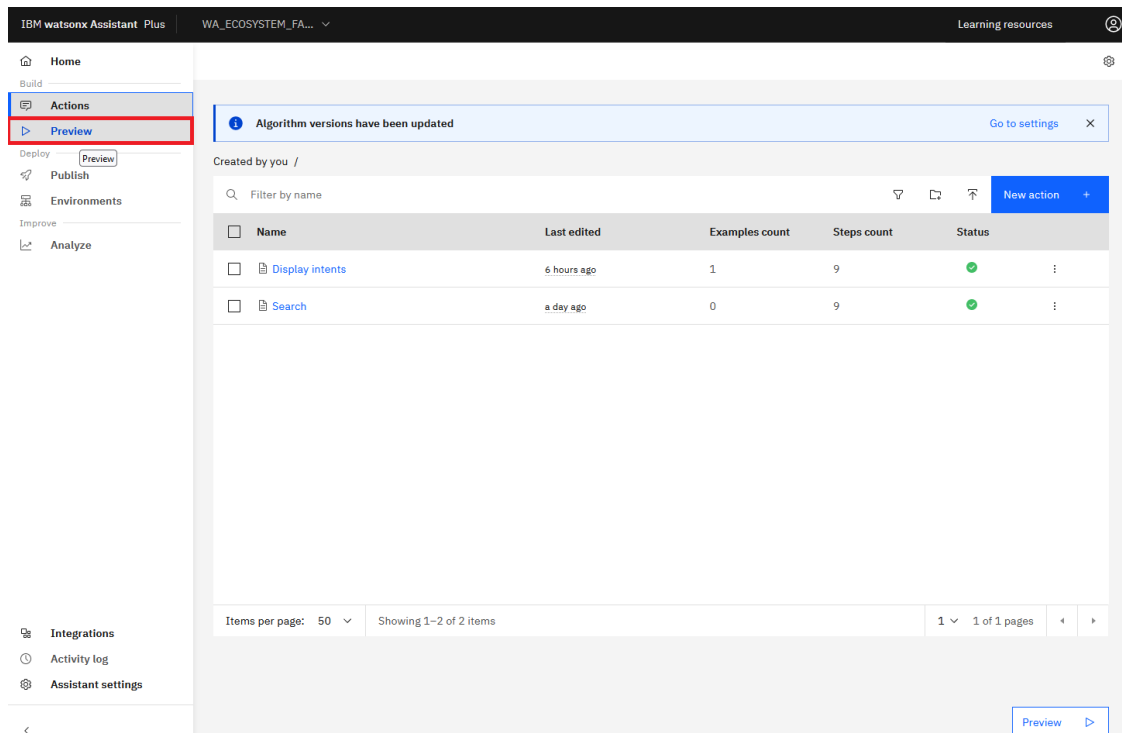 IBM watsonx Assistant Plus
WA_ECOSYSTEM_FA...
Learning resources
Home
Build
Actions
Preview
Deploy
Preview
Publish
Environments
Improve
Analyze
Integrations
Activity log
Assistant settings
Algorithm versions have been updated
Go to settings
Created by you /
Filter by name
New action +
Name Last edited Examples count Steps count Status
Display intents 6 hours ago 1 9
Search a day ago 0 9
Items per page: 50 Showing 1–2 of 2 items 1 1 of 1 pages
Preview